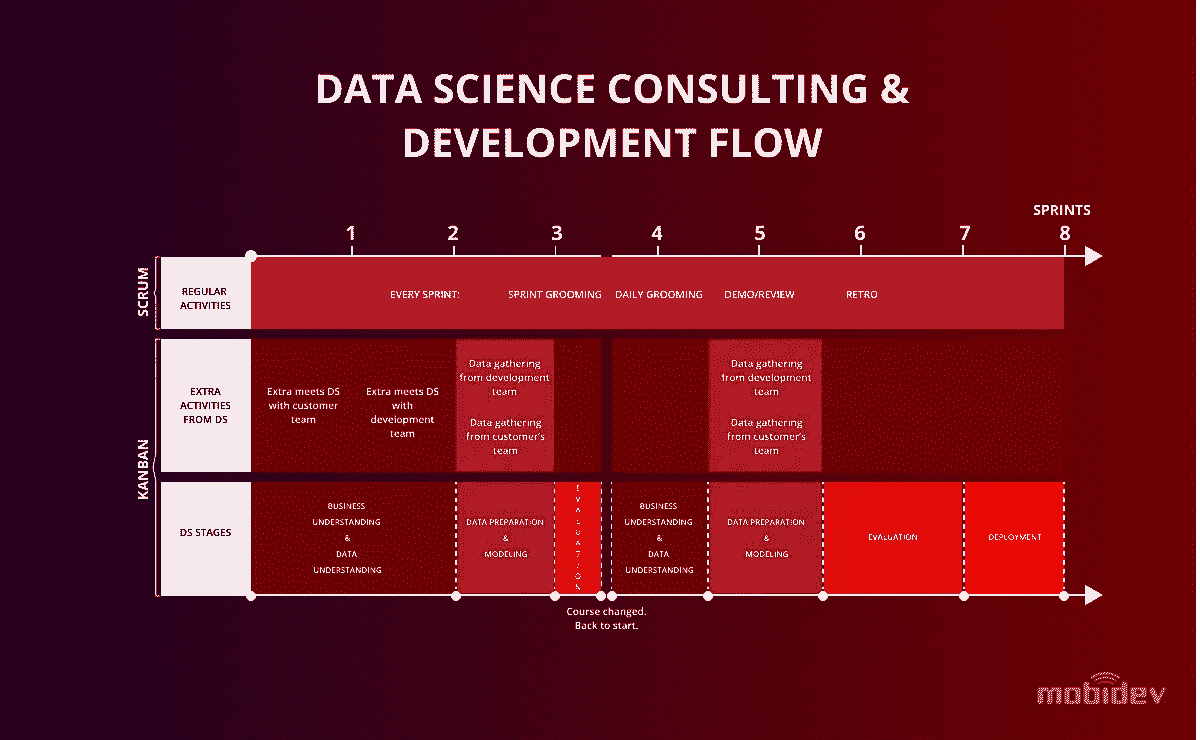 DATA SCIENCE CONSULTING &
DEVELOPMENT FLOW
SPRINTS
1 2 3 4 5 6 7 8
SCRUM
REGULAR
ACTIVITIES
EVERY SPRINT: SPRINT GROOMING DAILY GROOMING DEMO/REVIEW RETRO
KANBAN
EXTRA
ACTIVITIES
FROM DS
Extra meets DS
with customer
team
Extra meets DS
with
development
team
Data gathering
from development
team
Data gathering
from customer's
team
Data gathering
from development
team
Data gathering
from customer's
team
DS STAGES
BUSINESS
UNDERSTANDING
&
DATA
UNDERSTANDING
DATA PREPARATION
&
MODELING
EVALUATION
BUSINESS
UNDERSTANDING
&
DATA
UNDERSTANDING
DATA PREPARATION
&
MODELING
EVALUATION
DEPLOYMENT
Course changed.
Back to start.
mobidev